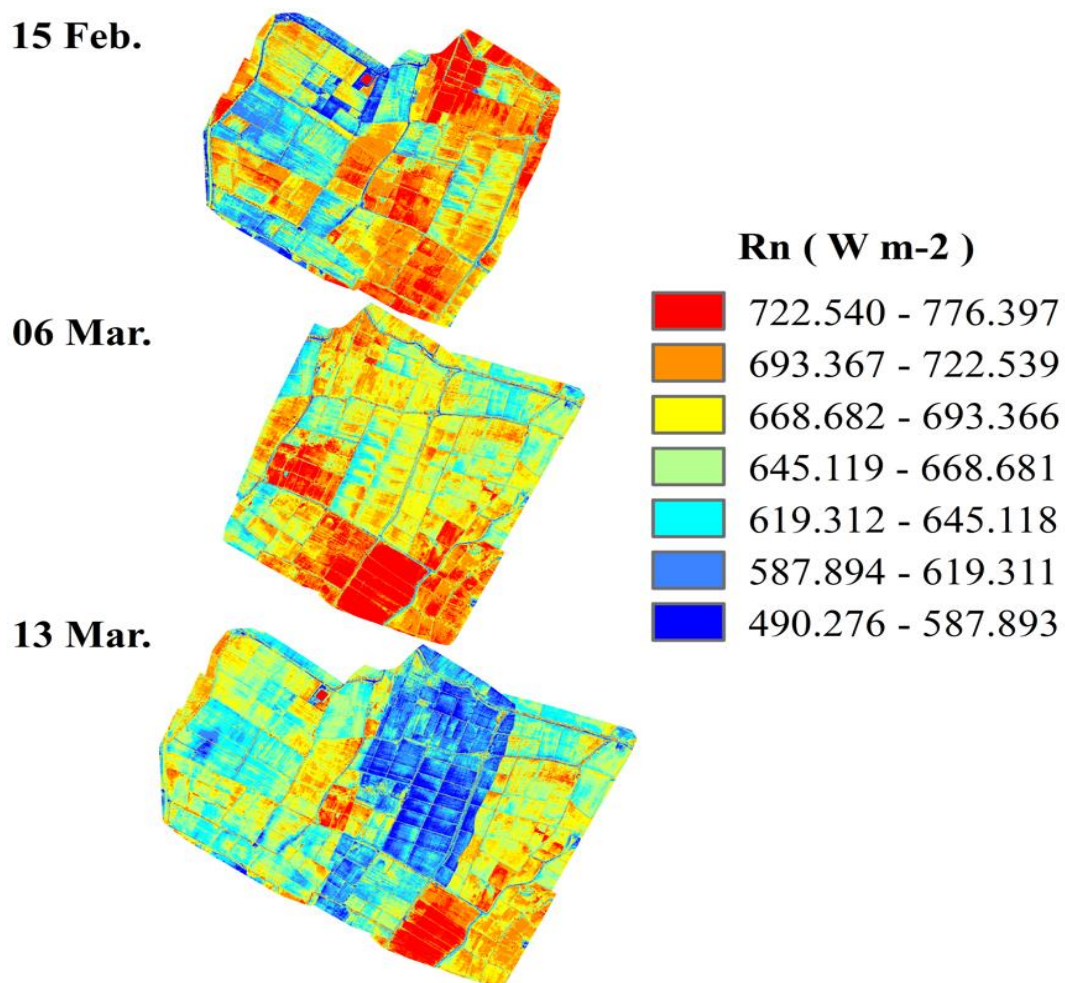 15 Feb.
06 Mar.
13 Mar.
Rn ( W m-2 )
722.540 - 776.397
693.367 - 722.539
668.682 - 693.366
645.119 - 668.681
619.312 - 645.118
587.894 - 619.311
490.276 - 587.893